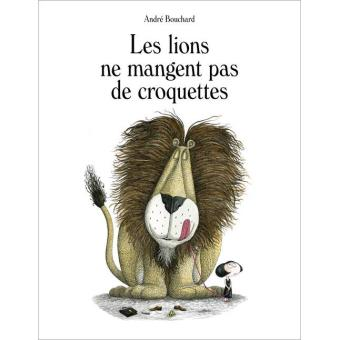 André Bouchard
Les lions
ne mangent pas
de croquettes